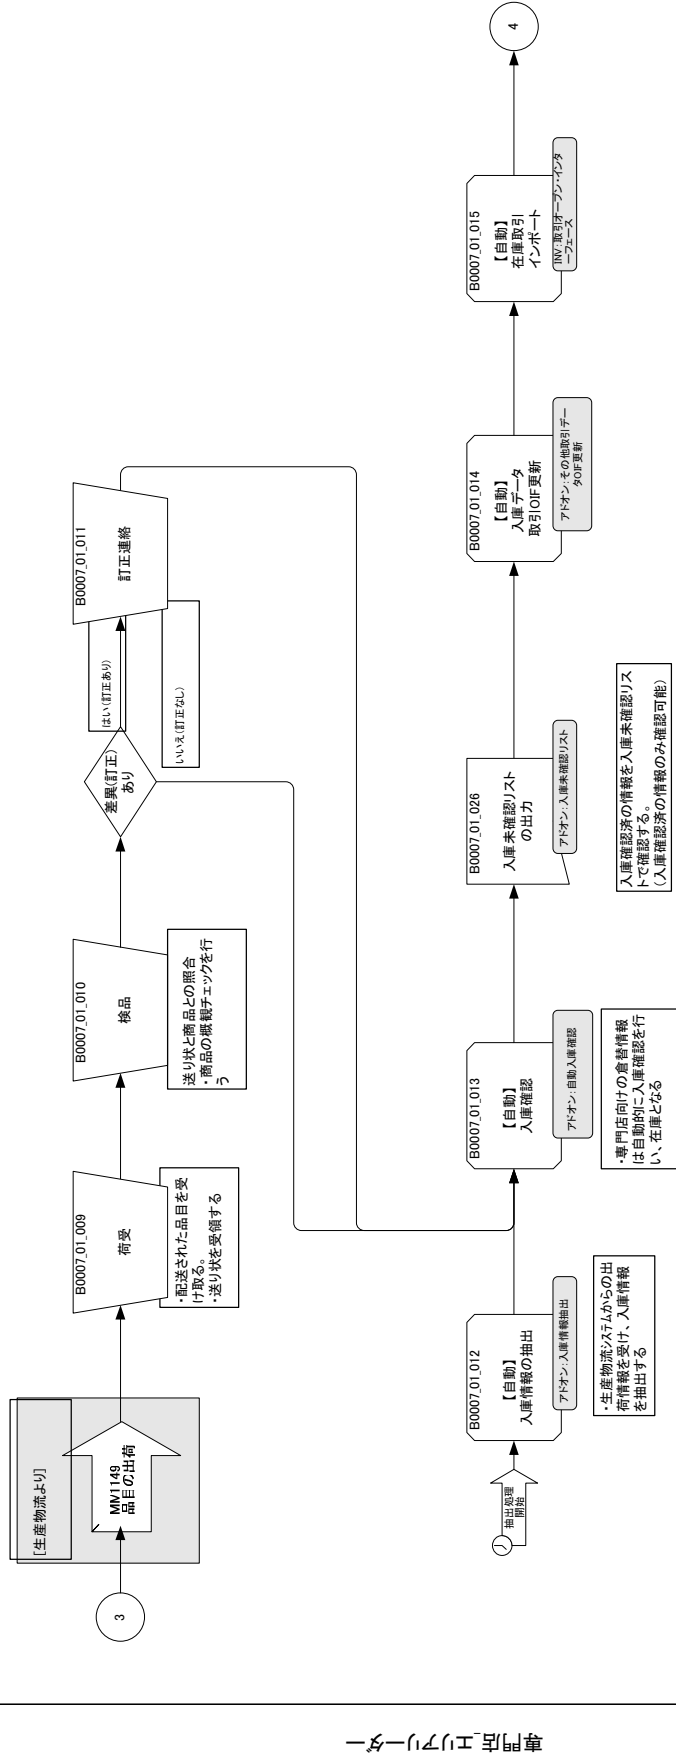 専門店_エリアリーダー
3
[生産物流より]
MM1149
品目の出荷
B0007_01_009
荷受
・配送された品目を受
け取る。
・送り状を受領する
B0007_01_010
検品
送り状と商品との照合
・商品の概観チェックを行
う
差異(訂正)
あり
はい(訂正あり)
いいえ(訂正なし)
B0007_01_011
訂正連絡
抽出処理
開始
B0007_01_012
【自動】
入庫情報の抽出
アドオン:入庫情報抽出
・生産物流システムからの出
荷情報を受け、入庫情報
を抽出する
B0007_01_013
【自動】
入庫確認
アドオン:自動入庫確認
・専門店向けの倉替情報
は自動的に入庫確認を行
い、在庫となる
B0007_01_026
入庫未確認リスト
の出力
アドオン:入庫未確認リスト
入庫確認済の情報を入庫未確認リス
トで確認する。
(入庫確認済の情報のみ確認可能)
B0007_01_014
【自動】
入庫データ
取引OIF更新
アドオン:その他取引デー
タOIF更新
B0007_01_015
【自動】
在庫取引
インポート
INV:取引オープン・インタ
ーフェース
4